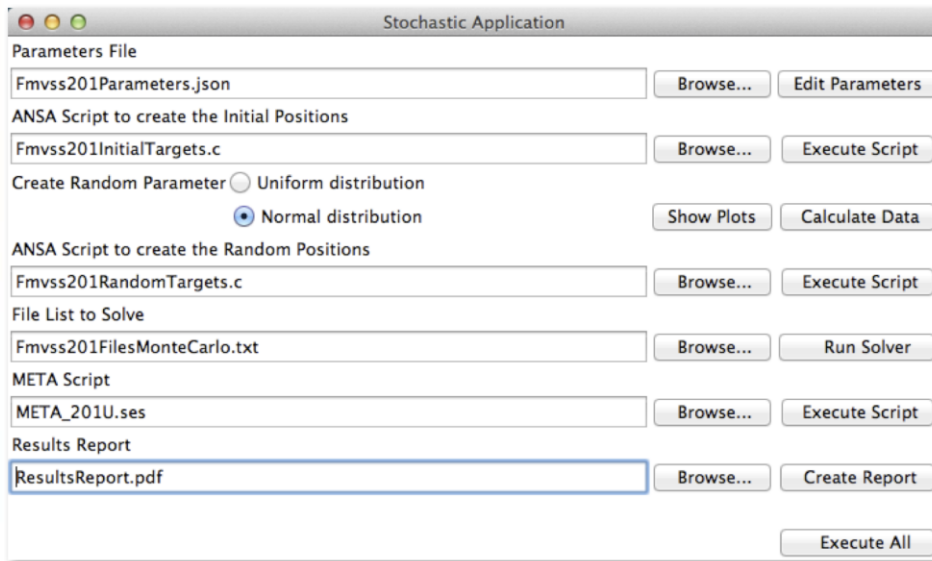 Stochastic Application
Parameters File
Fmvss201Parameters.json Browse... Edit Parameters
ANSA Script to create the Initial Positions
Fmvss201InitialTargets.c Browse... Execute Script
Create Random Parameter Uniform distribution
Normal distribution Show Plots Calculate Data
ANSA Script to create the Random Positions
Fmvss201RandomTargets.c Browse... Execute Script
File List to Solve
Fmvss201FilesMonteCarlo.txt Browse... Run Solver
META Script
META_201U.ses Browse... Execute Script
Results Report
ResultsReport.pdf Browse... Create Report
Execute All